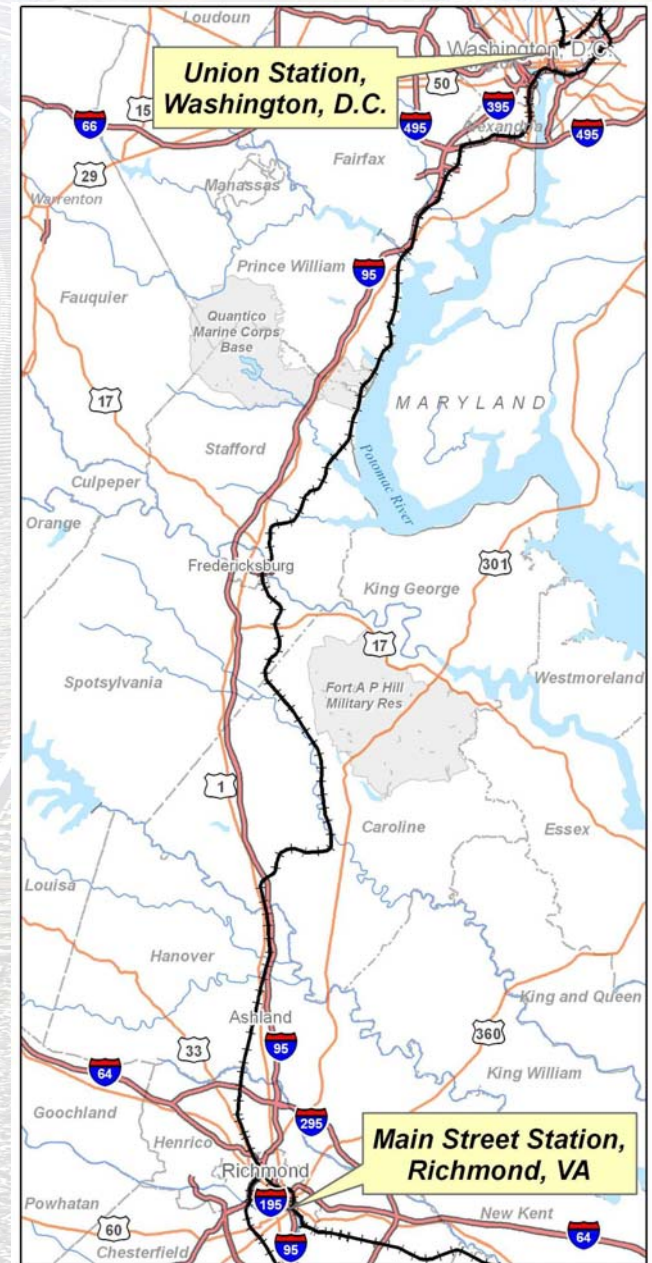 Loudoun
Washington, D.C.
Union Station,
Washington, D.C.
50
15
395
66
495
Alexandria
495
Fairfax
29
Manassas
Warrenton
Prince William
95
Fauquier
Quantico
Marine Corps
Base
17
MARYLAND
Stafford
Potomac River
Culpeper
Orange
Fredericksburg
301
King George
17
Spotsylvania
Fort A P Hill
Military Res
Westmoreland
1
Caroline
Essex
Louisa
Hanover
King and Queen
Ashland
33
95
360
64
King William
Goochland
295
Henrico
Main Street Station,
Richmond, VA
Richmond
195
Powhatan
New Kent
60
64
Chesterfield
95